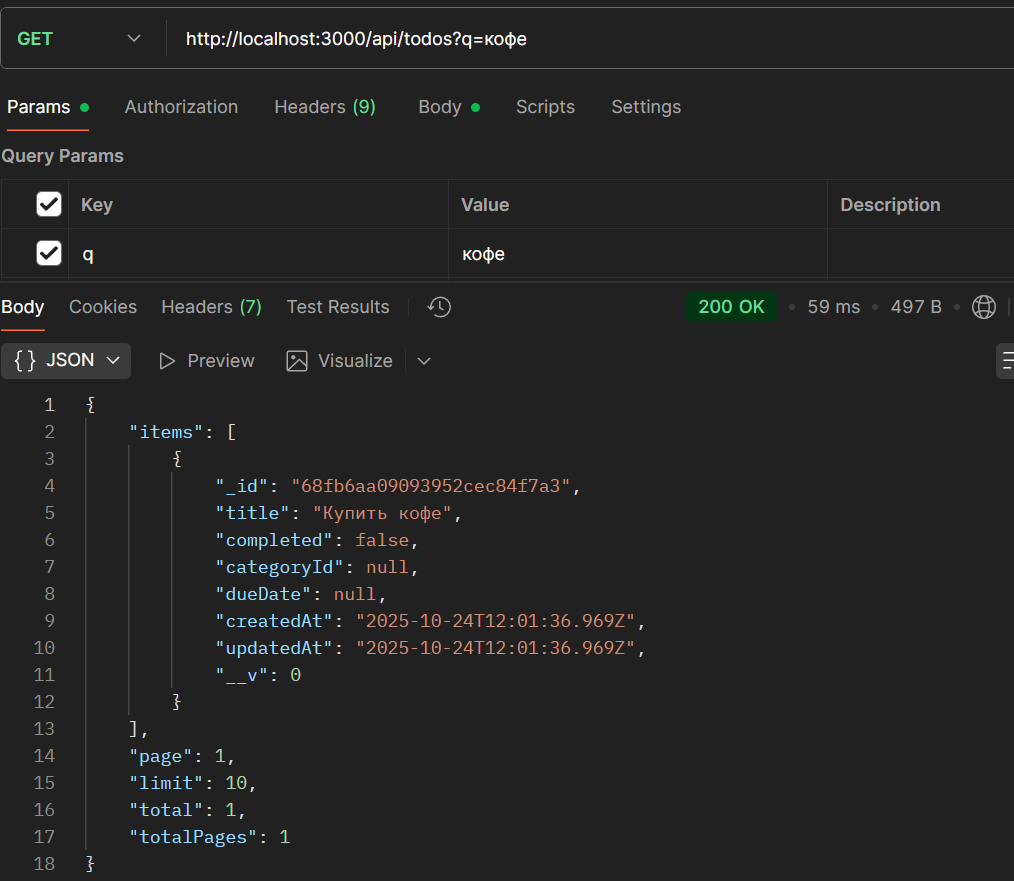 GET http://localhost:3000/api/todos?q=кофе
Params Authorization Headers (9) Body Scripts Settings
Query Params
Key Value Description
q кофе
Body Cookies Headers (7) Test Results 200 OK 59 ms 497 B
{} JSON Preview Visualize
1 {
2 "items": [
3 {
4 "_id": "68fb6aa09093952cec84f7a3",
5 "title": "Купить кофе",
6 "completed": false,
7 "categoryId": null,
8 "dueDate": null,
9 "createdAt": "2025-10-24T12:01:36.969Z",
10 "updatedAt": "2025-10-24T12:01:36.969Z",
11 "__v": 0
12 }
13 ],
14 "page": 1,
15 "limit": 10,
16 "total": 1,
17 "totalPages": 1
18 }